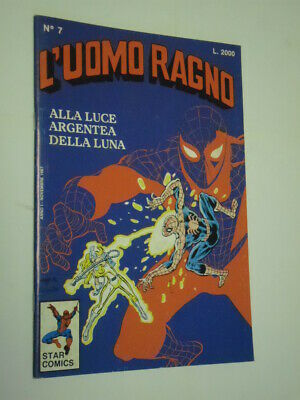 N° 7
L. 2000
L'UOMO RAGNO
ALLA LUCE
ARGENTEA
DELLA LUNA
STAR
COMICS